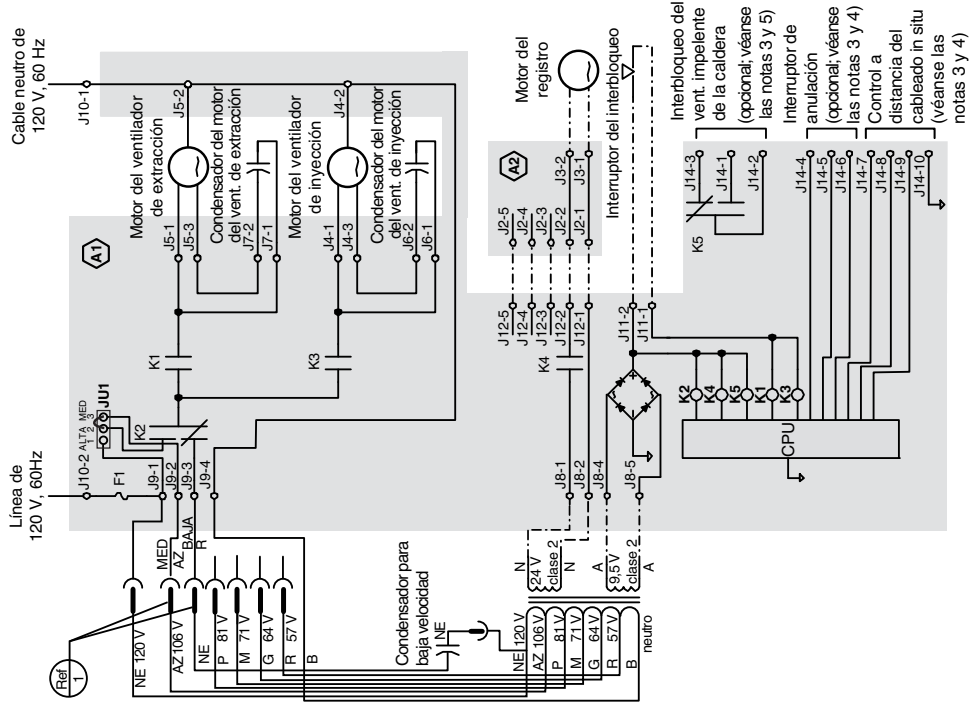 Línea de
120 V, 60Hz
Cable neutro de
120 V, 60 Hz
J10-2
J10-1
F1
ALTA MED
1 2 3
JU1
A1
J9-1
J9-2
J9-3
J9-4
K2
K1
K3
Motor del ventilador
de extracción
J5-1
J5-3
J5-2
Condensador del motor
del vent. de extracción
J7-2
J7-1
Motor del ventilador
de inyección
J4-1
J4-3
J4-2
Condensador del motor
del vent. de inyección
J6-2
J6-1
Ref
1
MED
AZ
BAJA
R
NE 120 V
AZ 106 V
NE
P 81 V
M 71 V
G 64 V
R 57 V
B
Condensador para
baja velocidad
NE
NE 120 V
AZ 106 V
P 81 V
M 71 V
G 64 V
R 57 V
B
neutro
N
24 V
clase 2
N
A
9,5 V
clase 2
A
J8-1
J8-2
J8-4
J8-5
K4
J12-5
J12-4
J12-3
J12-2
J12-1
J2-5
J2-4
J2-3
J2-2
J2-1
A2
J3-2
J3-1
Motor del
registro
Interruptor del interbloqueo
J11-2
J11-1
K2
K4
K5
K1
K3
CPU
K5
J14-3
J14-1
J14-2
J14-4
J14-5
J14-6
J14-7
J14-8
J14-9
J14-10
Interbloqueo del
vent. impelente
de la caldera
(opcional; véanse
las notas 3 y 5)
Interruptor de
anulación
(opcional; véanse
las notas 3 y 4)
Control a
distancia del
cableado in situ
(véanse las
notas 3 y 4)